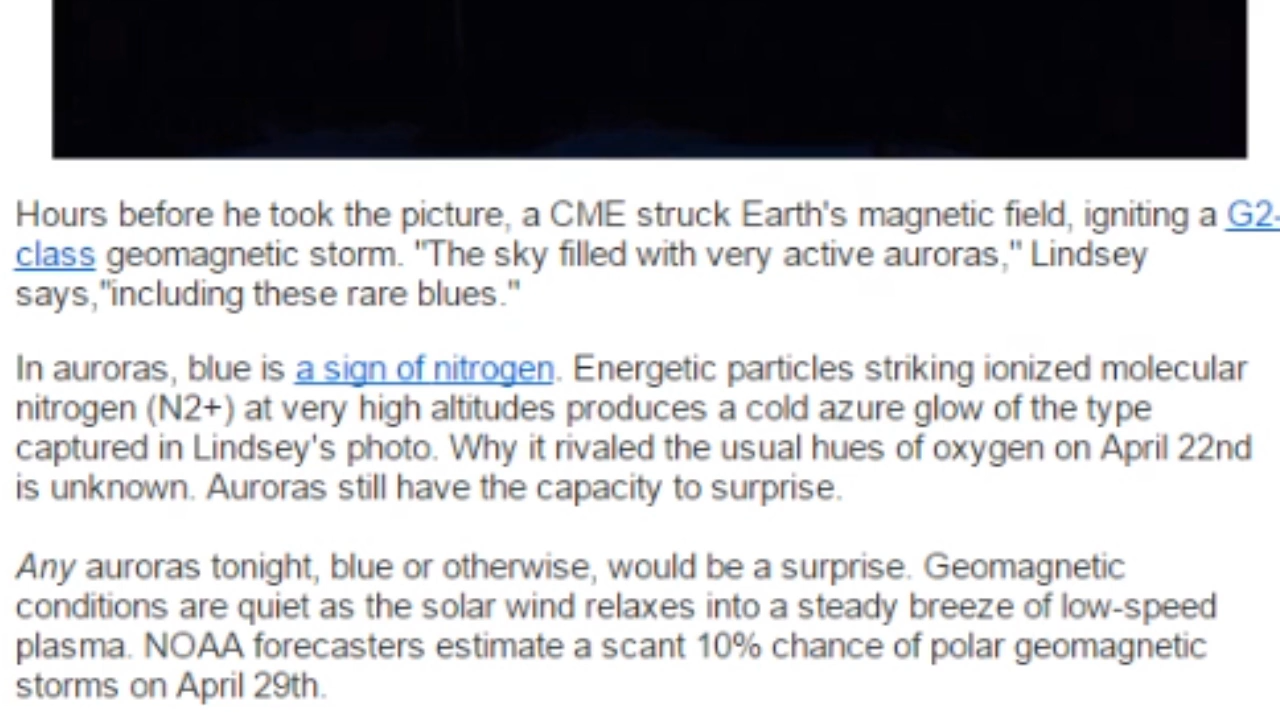 Hours before he took the picture, a CME struck Earth's magnetic field, igniting a G2-
class geomagnetic storm. "The sky filled with very active auroras," Lindsey
says,"including these rare blues."
In auroras, blue is a sign of nitrogen. Energetic particles striking ionized molecular
nitrogen (N2+) at very high altitudes produces a cold azure glow of the type
captured in Lindsey's photo. Why it rivaled the usual hues of oxygen on April 22nd
is unknown. Auroras still have the capacity to surprise.
Any auroras tonight, blue or otherwise, would be a surprise. Geomagnetic
conditions are quiet as the solar wind relaxes into a steady breeze of low-speed
plasma. NOAA forecasters estimate a scant 10% chance of polar geomagnetic
storms on April 29th.